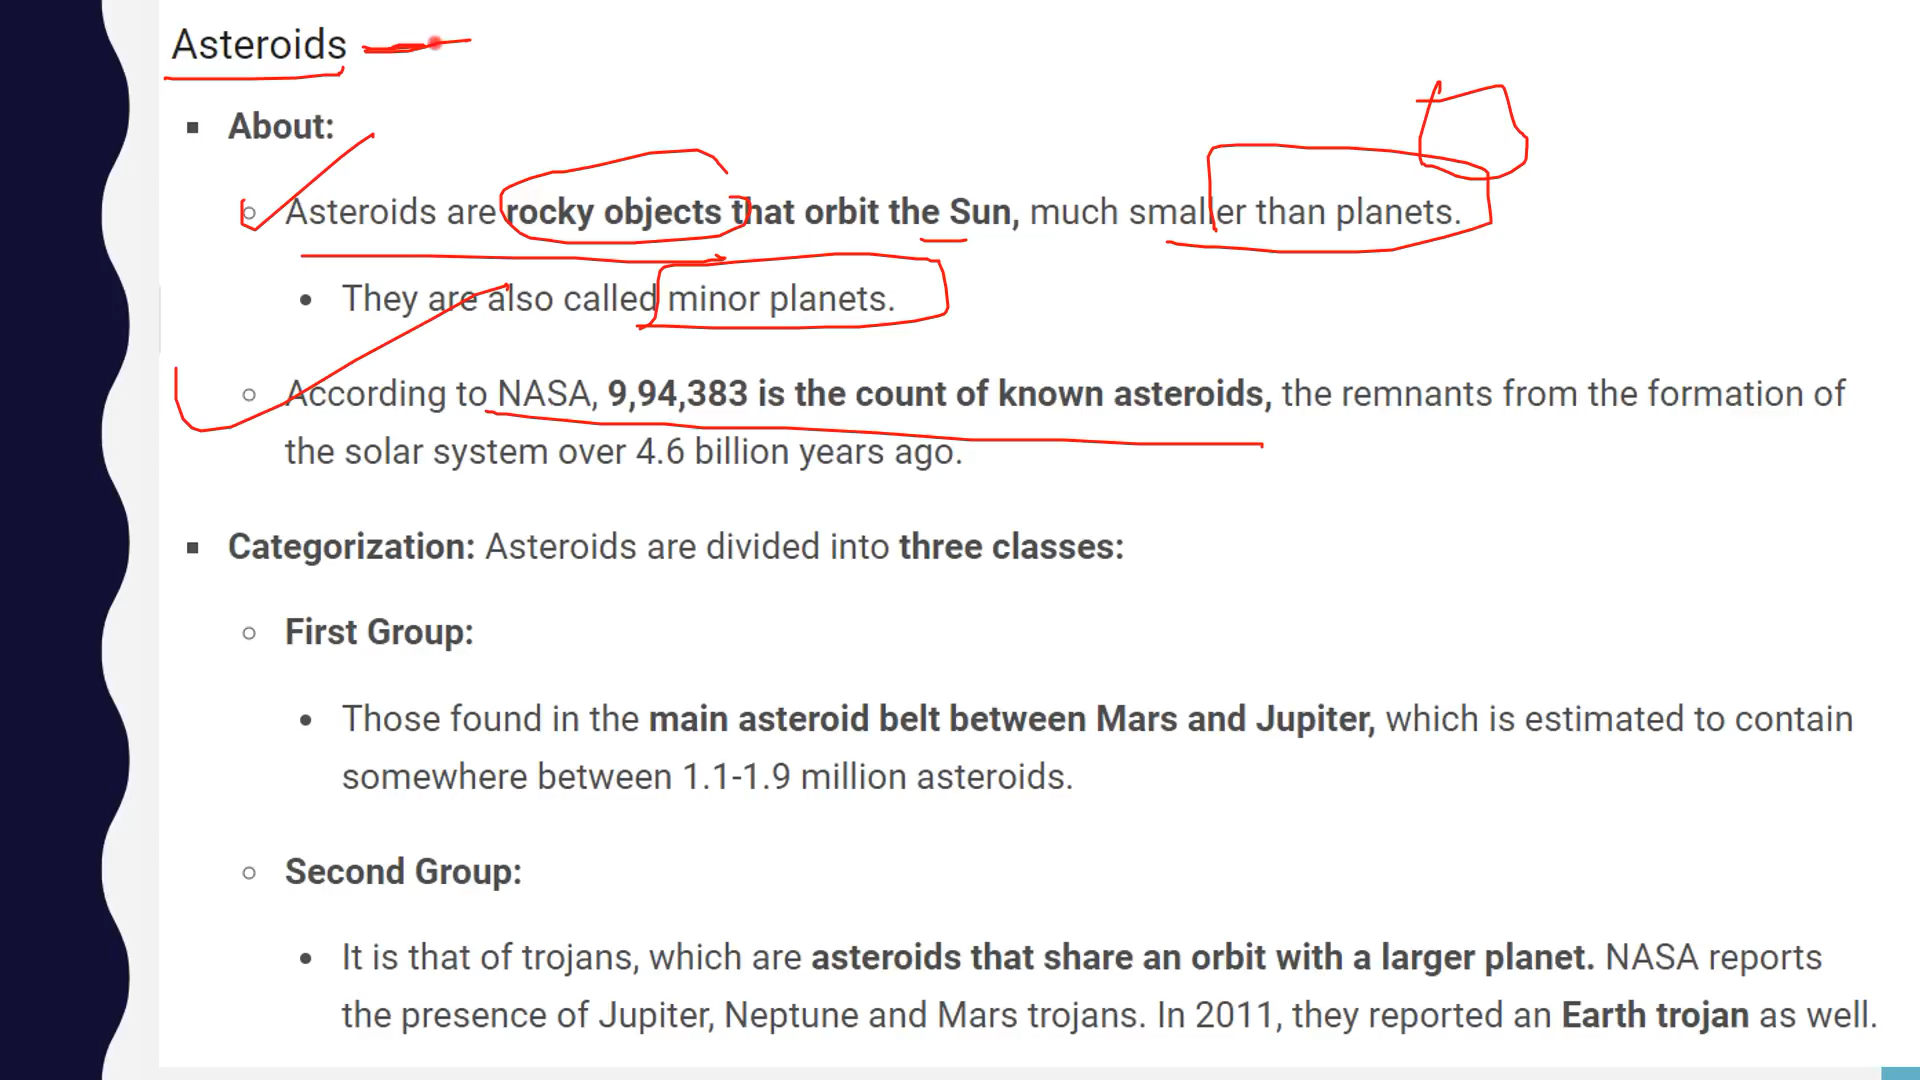 Asteroids
About:
Asteroids are rocky objects that orbit the Sun, much smaller than planets.
They are also called minor planets.
According to NASA, 9,94,383 is the count of known asteroids, the remnants from the formation of
the solar system over 4.6 billion years ago.
Categorization: Asteroids are divided into three classes:
First Group:
Those found in the main asteroid belt between Mars and Jupiter, which is estimated to contain
somewhere between 1.1-1.9 million asteroids.
Second Group:
It is that of trojans, which are asteroids that share an orbit with a larger planet. NASA reports
the presence of Jupiter, Neptune and Mars trojans. In 2011, they reported an Earth trojan as well.